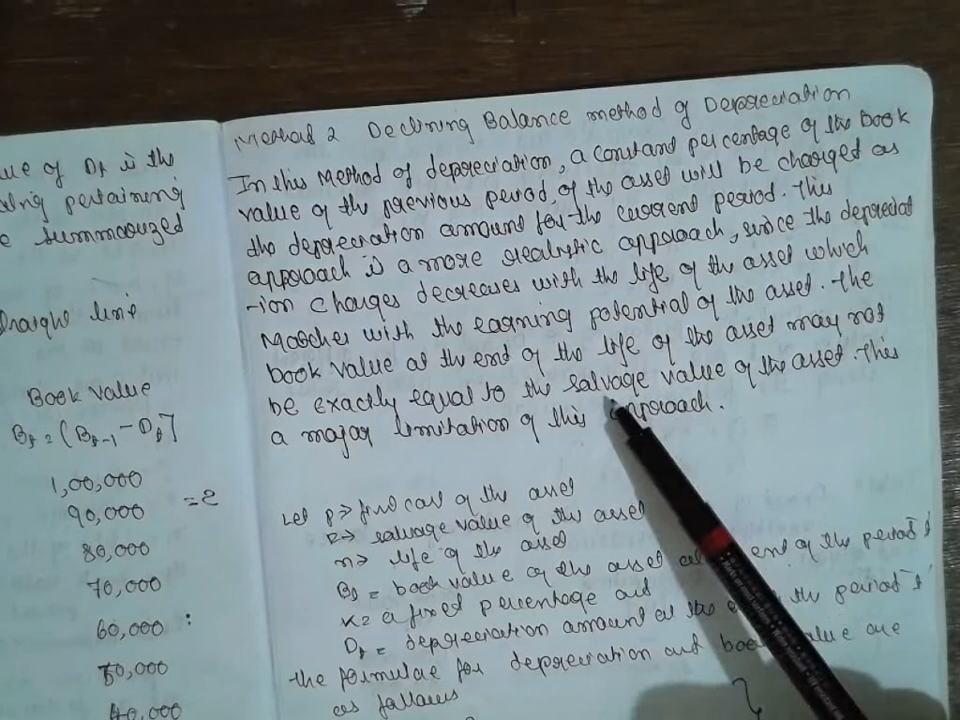 ue of Dt is the
ing pertaining
e summarized
straight line
Book value
Bt = (Bt-1 - Dt)
1,00,000
90,000 =2
80,000
70,000
60,000 :
50,000
40,000
Method 2 Declining Balance method of Depreciation
In this Method of depreciation, a constant percentage of the book
value of the previous period, of the asset will be charged as
the depreciation amount for the current period. This
approach is a more realistic approach, since the depreciat
-ion charges decreases with the life of the asset which
Matches with the earning potential of the asset. The
book value at the end of the life of the asset may not
be exactly equal to the salvage value of the asset. This
a major limitation of this approach.
Let P > first cost of the asset
salvage value of the asset
n > life of the asset
Bt = book value of the asset at end of the period t
K = a fixed percentage and
Dt = depreciation amount at the the period t
the formulae for depreciation and book value are
as follows